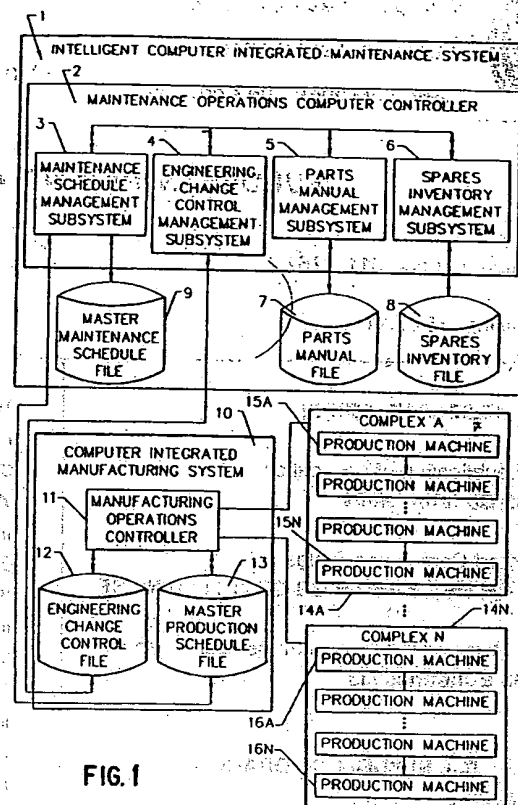 1
INTELLIGENT COMPUTER INTEGRATED MAINTENANCE SYSTEM
2
MAINTENANCE OPERATIONS COMPUTER CONTROLLER
3
MAINTENANCE
SCHEDULE
MANAGEMENT
SUBSYSTEM
4
ENGINEERING
CHANGE
CONTROL
MANAGEMENT
SUBSYSTEM
5
PARTS
MANUAL
MANAGEMENT
SUBSYSTEM
6
SPARES
INVENTORY
MANAGEMENT
SUBSYSTEM
9
MASTER
MAINTENANCE
SCHEDULE
FILE
7
PARTS
MANUAL
FILE
8
SPARES
INVENTORY
FILE
10
COMPUTER INTEGRATED
MANUFACTURING SYSTEM
11
MANUFACTURING
OPERATIONS
CONTROLLER
12
ENGINEERING
CHANGE
CONTROL
FILE
13
MASTER
PRODUCTION
SCHEDULE
FILE
15A
COMPLEX A
PRODUCTION MACHINE
PRODUCTION MACHINE
15N
PRODUCTION MACHINE
PRODUCTION MACHINE
14A
14N
COMPLEX N
PRODUCTION MACHINE
16A
PRODUCTION MACHINE
PRODUCTION MACHINE
16N
PRODUCTION MACHINE
FIG. 1